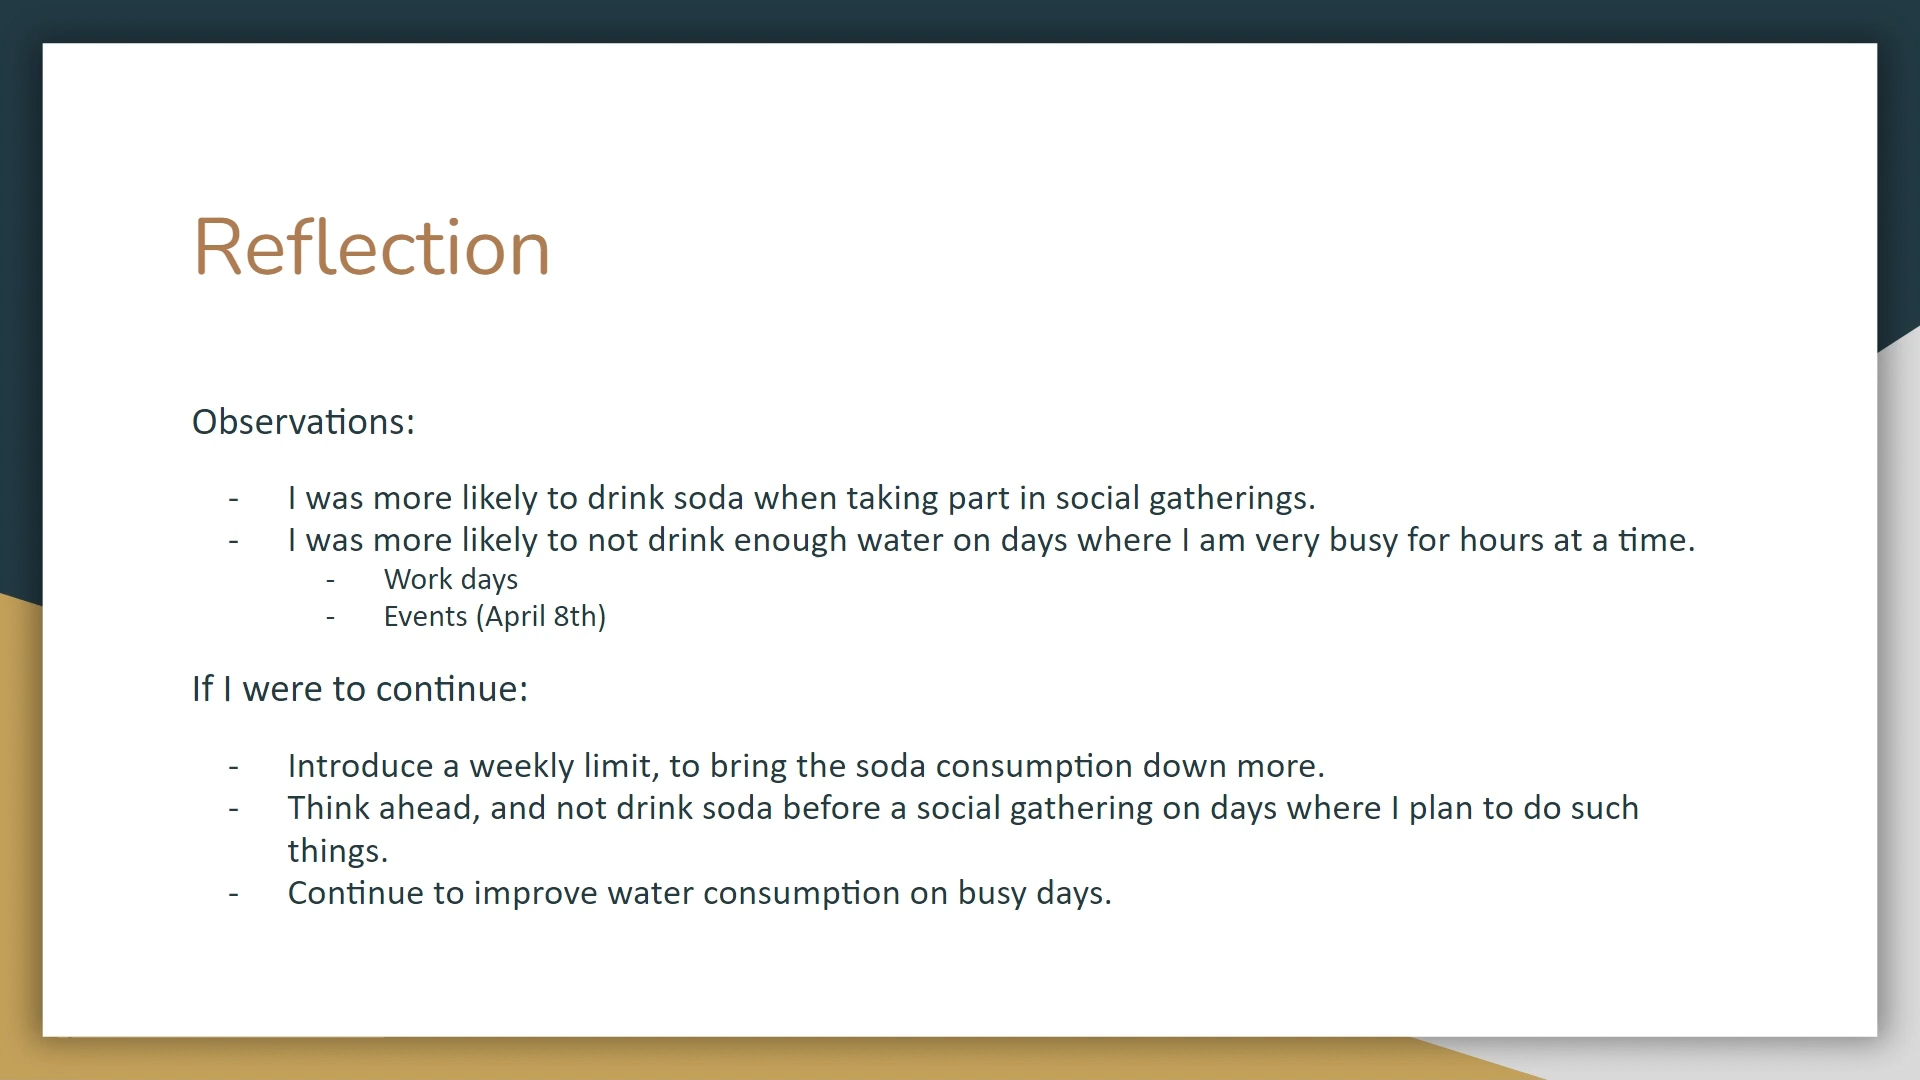 Reflection
Observations:
- I was more likely to drink soda when taking part in social gatherings.
- I was more likely to not drink enough water on days where I am very busy for hours at a time.
- Work days
- Events (April 8th)
If I were to continue:
- Introduce a weekly limit, to bring the soda consumption down more.
- Think ahead, and not drink soda before a social gathering on days where I plan to do such
things.
- Continue to improve water consumption on busy days.